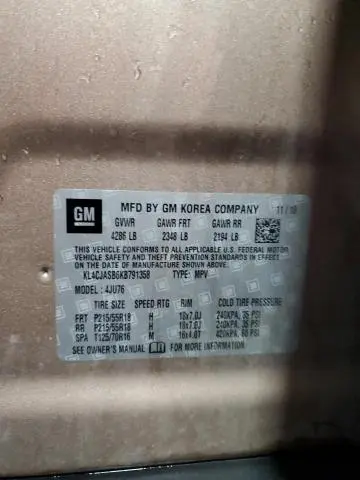 GM
MFD BY GM KOREA COMPANY 11 / 18
GVWR GAWR FRT GAWR RR
4286 LB 2348 LB 2194 LB
THIS VEHICLE CONFORMS TO ALL APPLICABLE U.S. FEDERAL MOTOR
VEHICLE SAFETY, BUMPER, AND THEFT PREVENTION STANDARDS IN
EFFECT ON THE DATE OF MANUFACTURE SHOWN ABOVE.
KL4CJASB6KB791358 TYPE: MPV
MODEL: 4JU76
TIRE SIZE SPEED RTG RIM COLD TIRE PRESSURE
FRT P215/55R18 H 18x7.0J 240KPA, 35 PSI
RR P215/55R18 H 18x7.0J 240KPA, 35 PSI
SPA T125/70R16 M 16x4.0T 420KPA, 60 PSI
SEE OWNER'S MANUAL FOR ADDITIONAL INFORMATION.